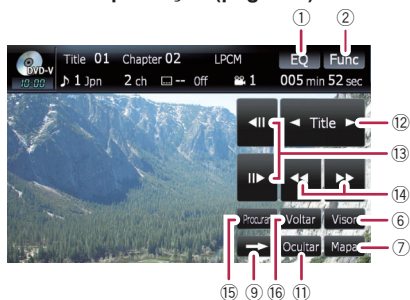 ① ②
Title 01 Chapter 02 LPCM EQ Func
DVD-V
10:00 1 Jpn 2 ch -- Off 1 005 min 52 sec
◄ Title ► ⑫
⑬
⑭
Procurar Voltar Visor ⑥
Ocultar Mapa ⑦
⑮ ⑨ ⑯ ⑪